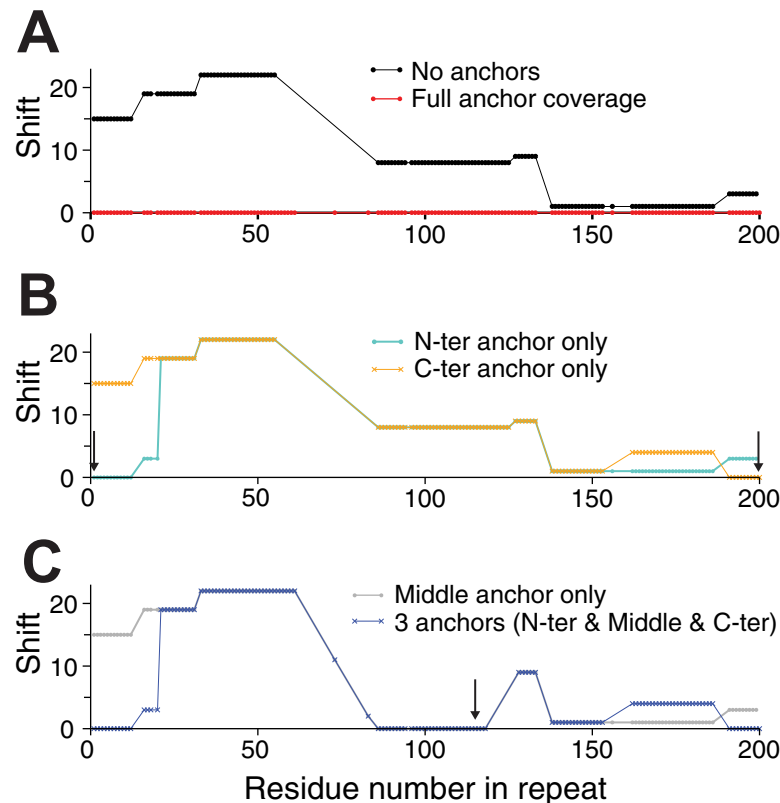 A
Shift
20
10
0
No anchors
Full anchor coverage
0 50 100 150 200
B
Shift
20
10
0
N-ter anchor only
C-ter anchor only
0 50 100 150 200
C
Shift
20
10
0
Middle anchor only
3 anchors (N-ter & Middle & C-ter)
0 50 100 150 200
Residue number in repeat